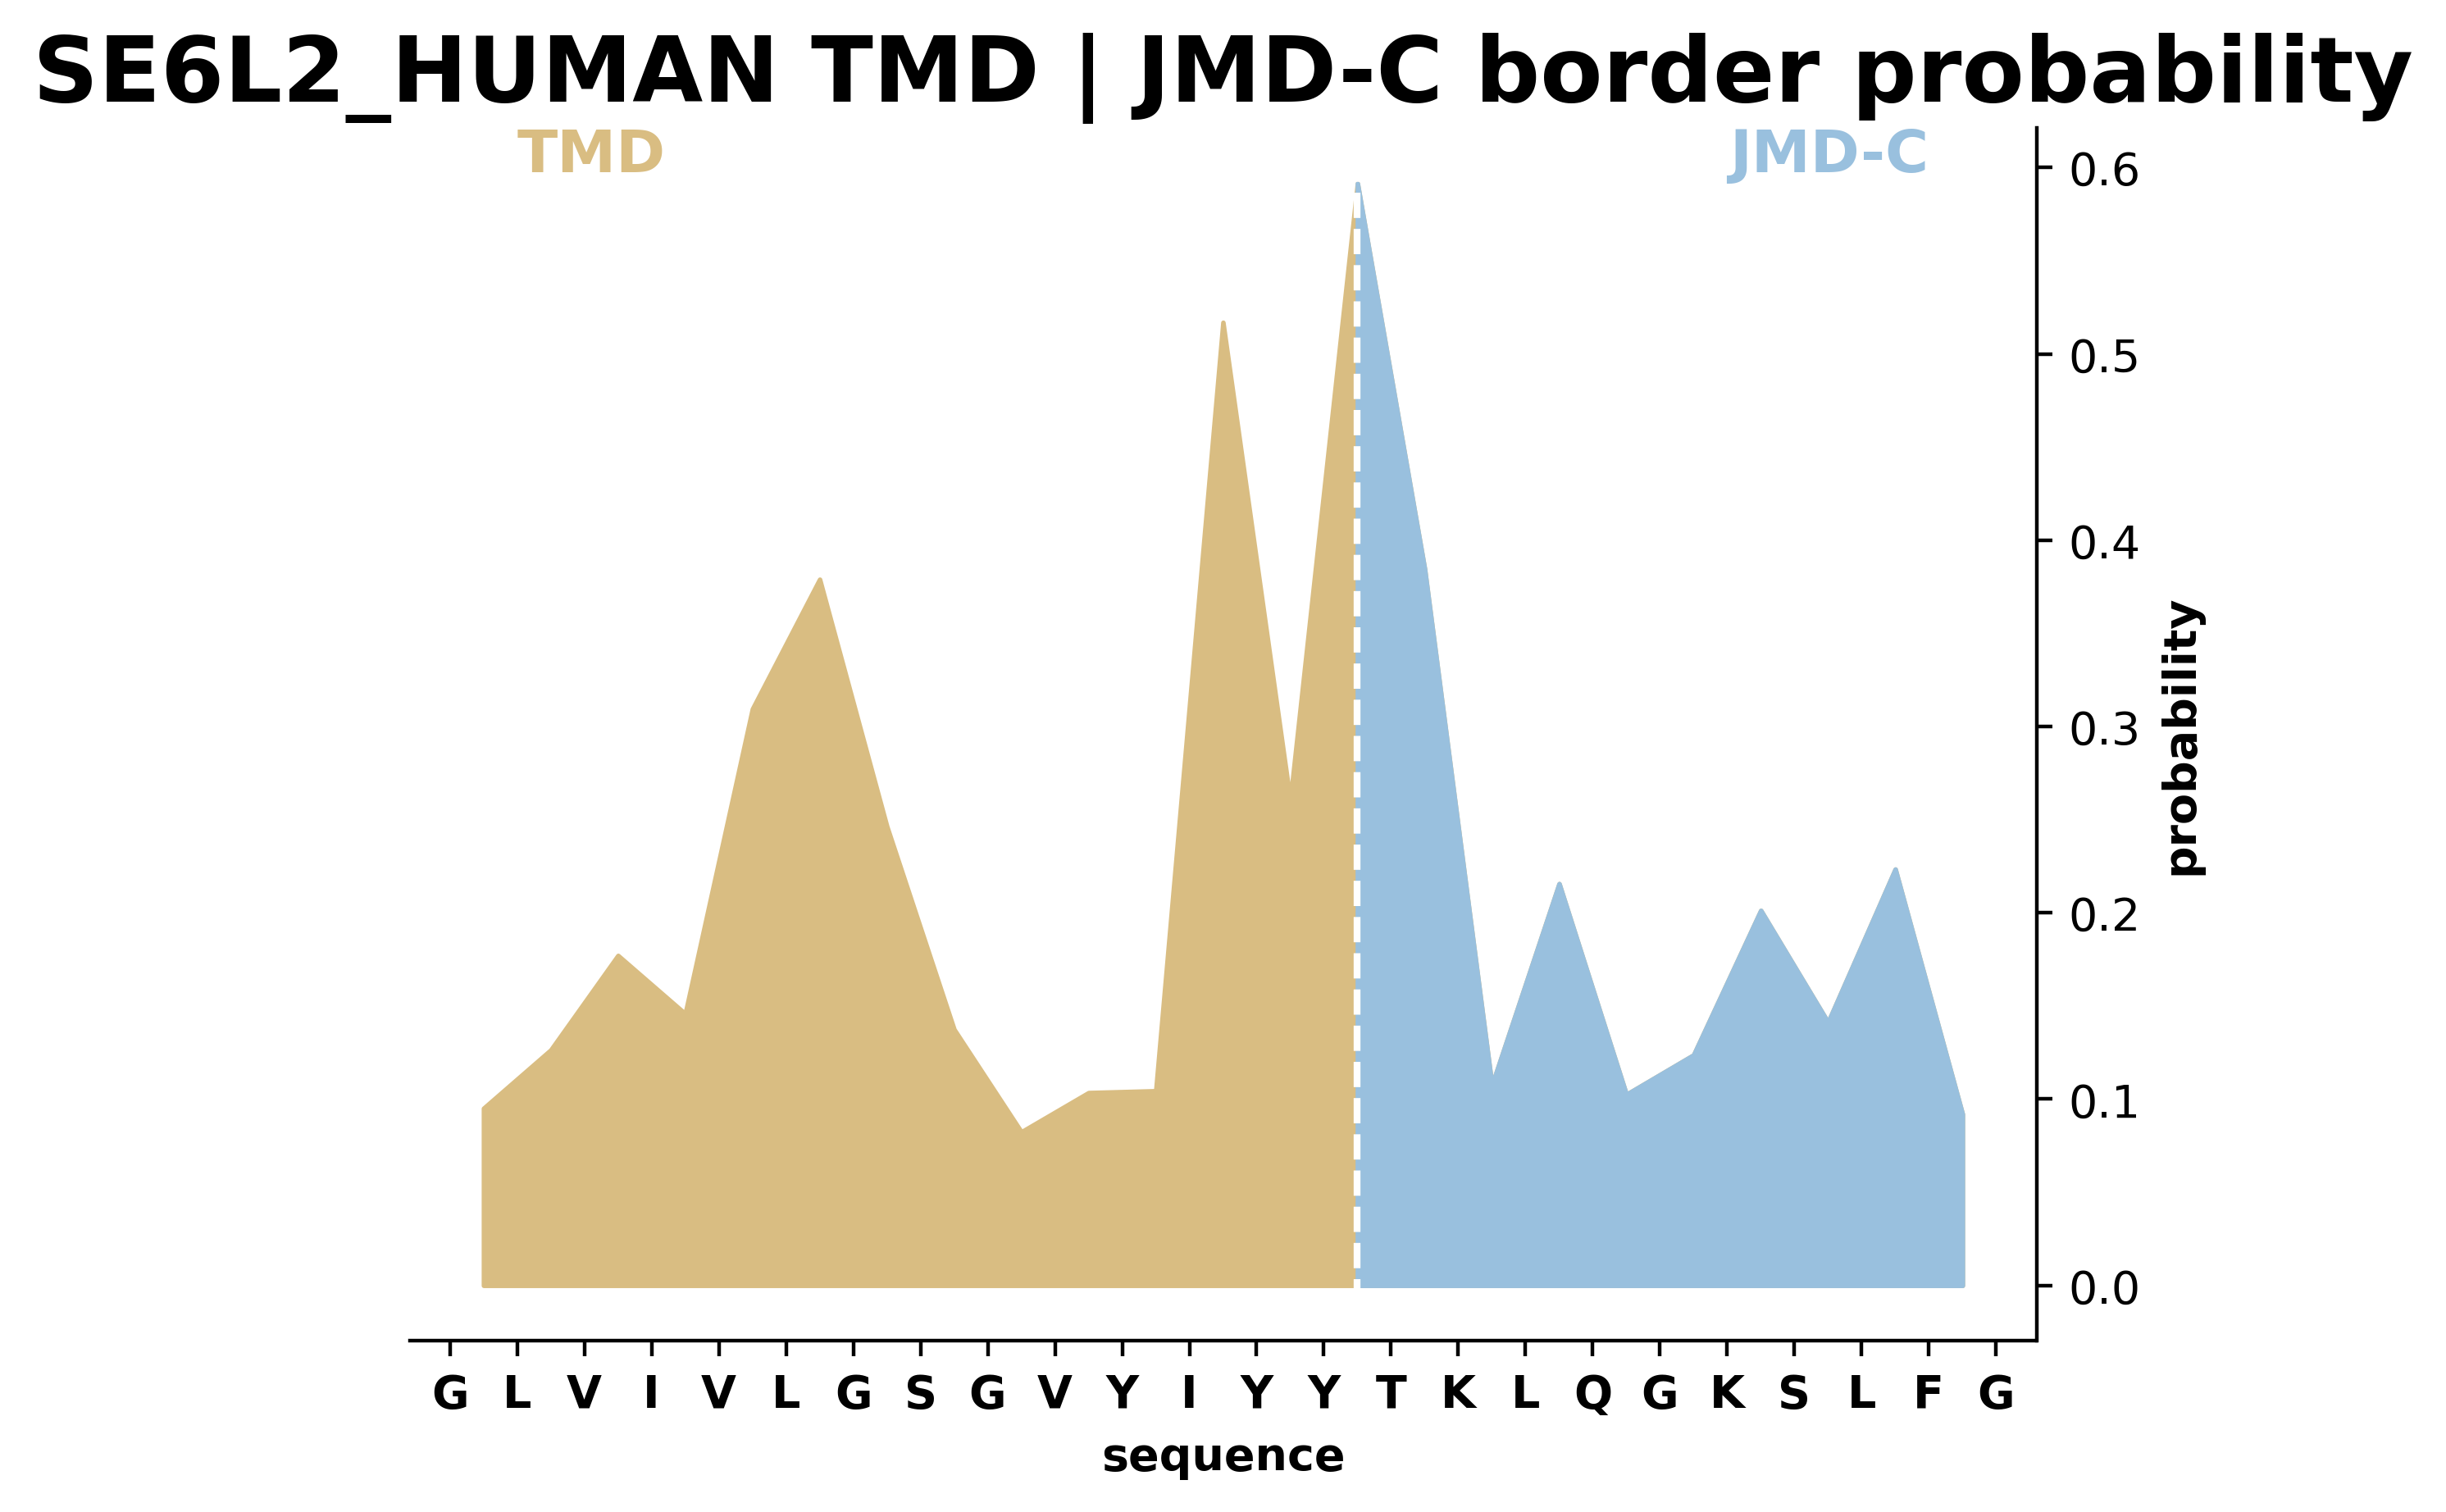 SE6L2_HUMAN TMD | JMD-C border probability
TMD
JMD-C
0.6
0.5
0.4
0.3
0.2
0.1
0.0
probability
G L V I V L G S G V Y I Y Y T K L Q G K S L F G
sequence